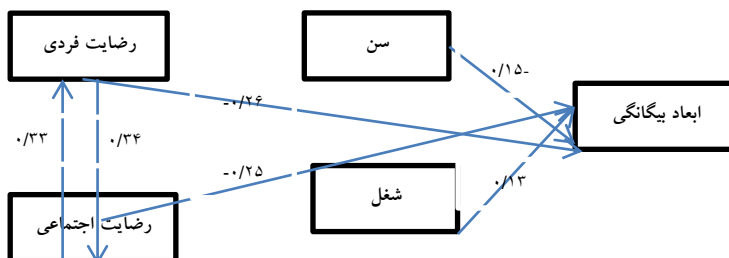 رضایت فردی
سن
۰/۱۵-
ابعاد بیگانگی
-۰/۲۶
۰/۳۳
۰/۳۴
-۰/۲۵
شغل
۰/۱۳
رضایت اجتماعی